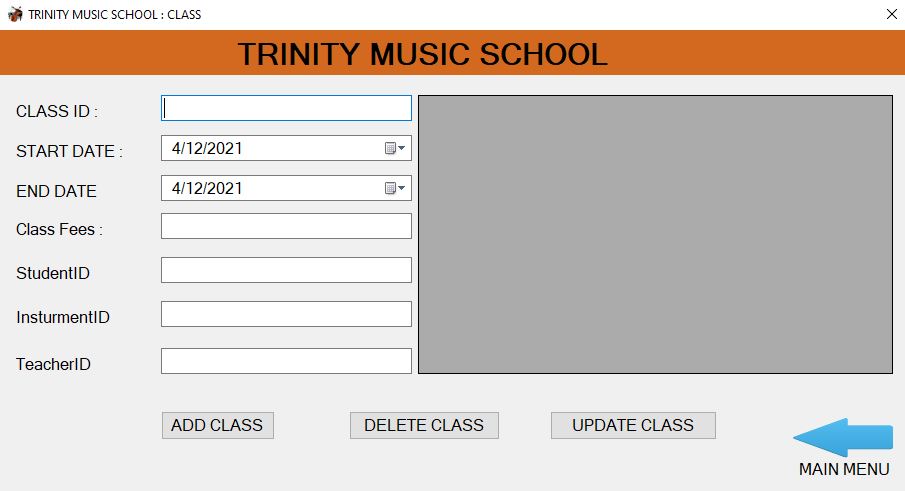 TRINITY MUSIC SCHOOL : CLASS
TRINITY MUSIC SCHOOL
CLASS ID :
START DATE : 4/12/2021
END DATE 4/12/2021
Class Fees :
StudentID
InsturmentID
TeacherID
ADD CLASS DELETE CLASS UPDATE CLASS
MAIN MENU